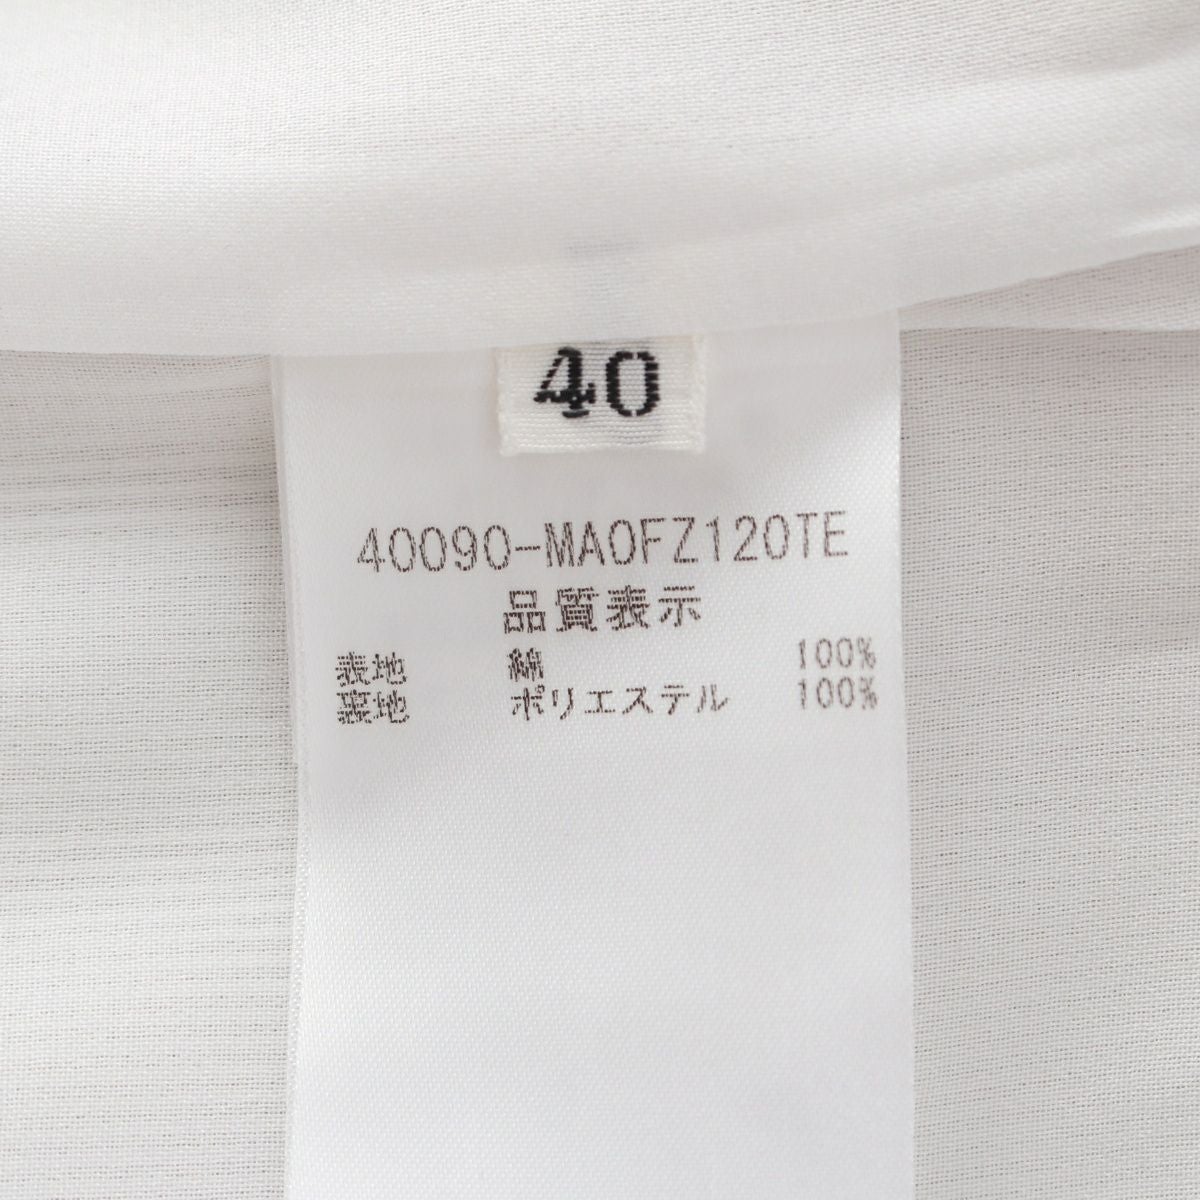 40
40090-MA0FZ120TE
品質表示
表地 綿 100%
裏地 ポリエステル 100%